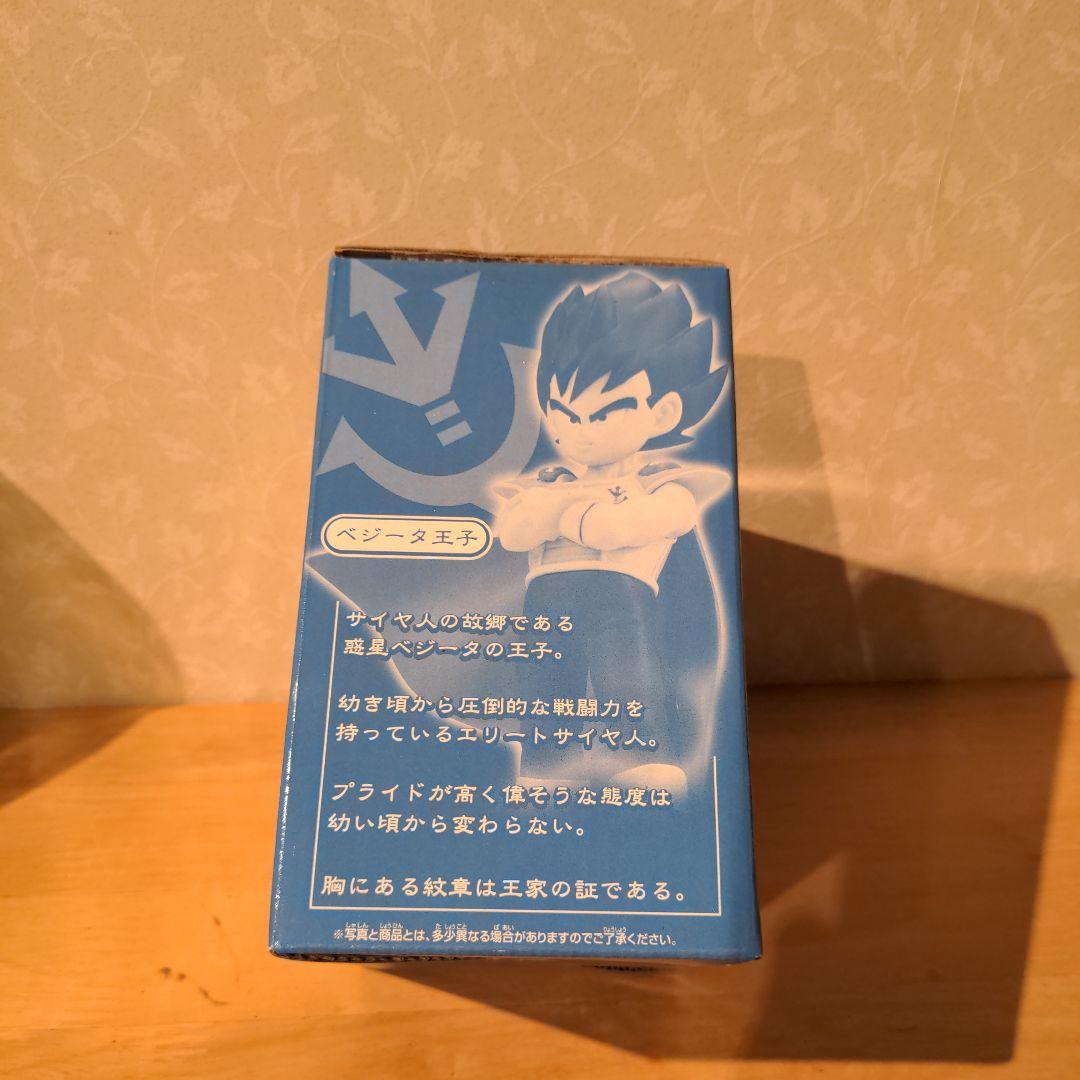 ベジータ王子
サイヤ人の故郷である
惑星ベジータの王子。
幼き頃から圧倒的な戦闘力を
持っているエリートサイヤ人。
プライドが高く偉そうな態度は
幼い頃から変わらない。
胸にある紋章は王家の証である。
※写真と商品とは、多少異なる場合がありますのでご了承ください。